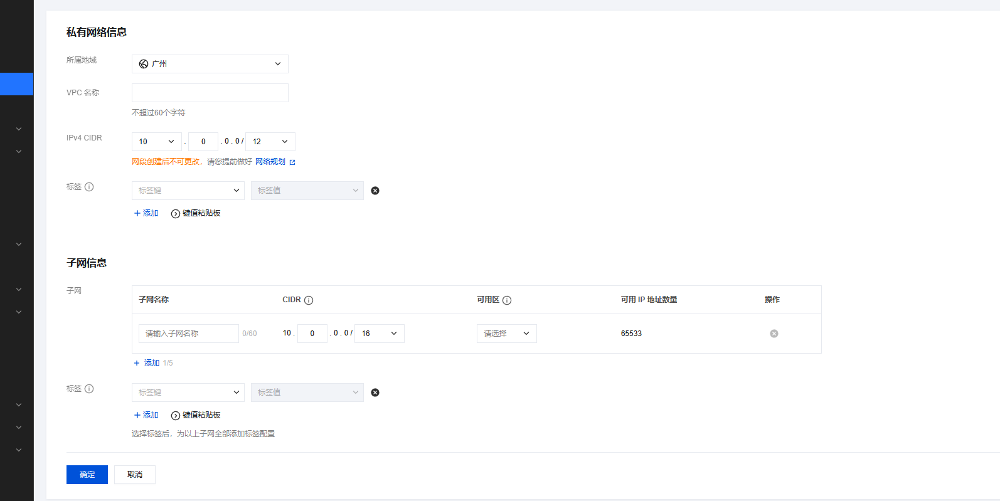 私有网络信息
所属地域 广州
VPC 名称
不超过60个字符
IPv4 CIDR 10 . 0 . 0 . 0 / 12
网段创建后不可更改，请您提前做好 网络规划
标签 标签键 标签值
添加 键值粘贴板
子网信息
子网 子网名称 CIDR 可用区 可用 IP 地址数量 操作
请输入子网名称 0/60 10 . 0 . 0 . 0 / 16 请选择 65533
添加 1/5
标签 标签键 标签值
添加 键值粘贴板
选择标签后，为以上子网全部添加标签配置
确定 取消